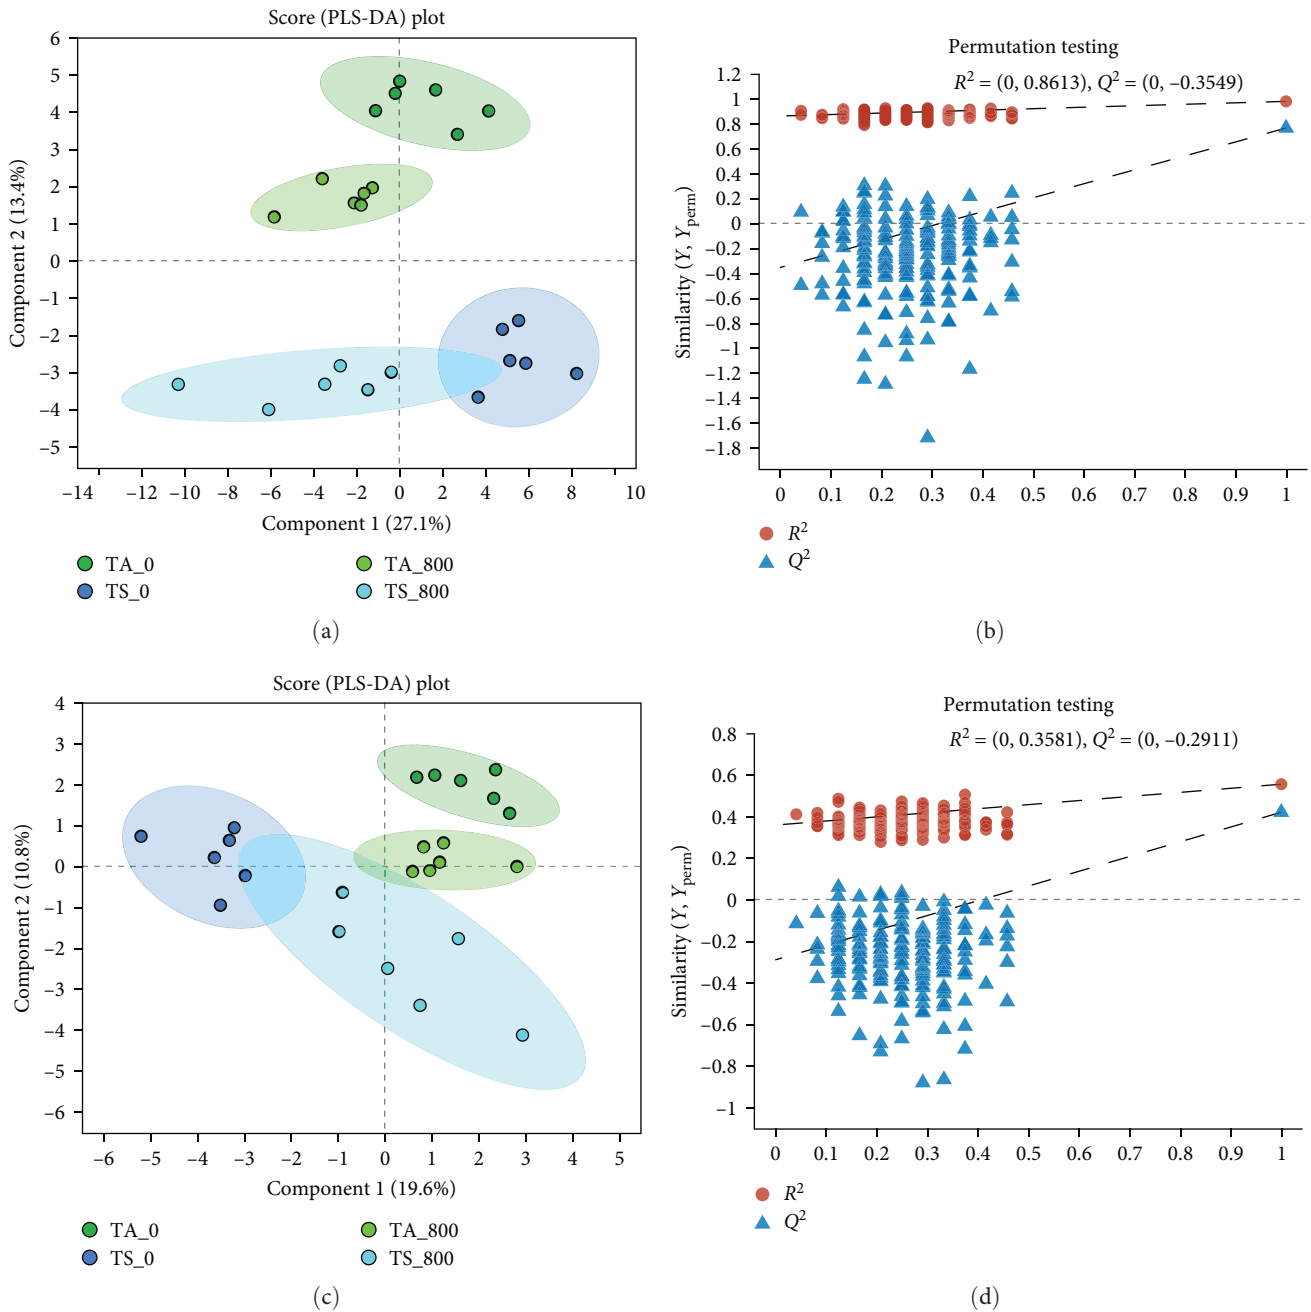 Score (PLS-DA) plot
6
5
4
3
2
1
0
–1
–2
–3
–4
–5
Component 2 (13.4%)
–14 –12 –10 –8 –6 –4 –2 0 2 4 6 8 10
Component 1 (27.1%)
TA_0 TA_800
TS_0 TS_800
(a)
Permutation testing
R² = (0, 0.8613), Q² = (0, –0.3549)
1.2
1
0.8
0.6
0.4
0.2
0
–0.2
–0.4
–0.6
–0.8
–1
–1.2
–1.4
–1.6
–1.8
Similarity (Y, Yperm)
0 0.1 0.2 0.3 0.4 0.5 0.6 0.7 0.8 0.9 1
R²
Q²
(b)
Score (PLS-DA) plot
4
3
2
1
0
–1
–2
–3
–4
–5
–6
Component 2 (10.8%)
–6 –5 –4 –3 –2 –1 0 1 2 3 4 5
Component 1 (19.6%)
TA_0 TA_800
TS_0 TS_800
(c)
Permutation testing
R² = (0, 0.3581), Q² = (0, –0.2911)
0.8
0.6
0.4
0.2
0
–0.2
–0.4
–0.6
–0.8
–1
Similarity (Y, Yperm)
0 0.1 0.2 0.3 0.4 0.5 0.6 0.7 0.8 0.9 1
R²
Q²
(d)